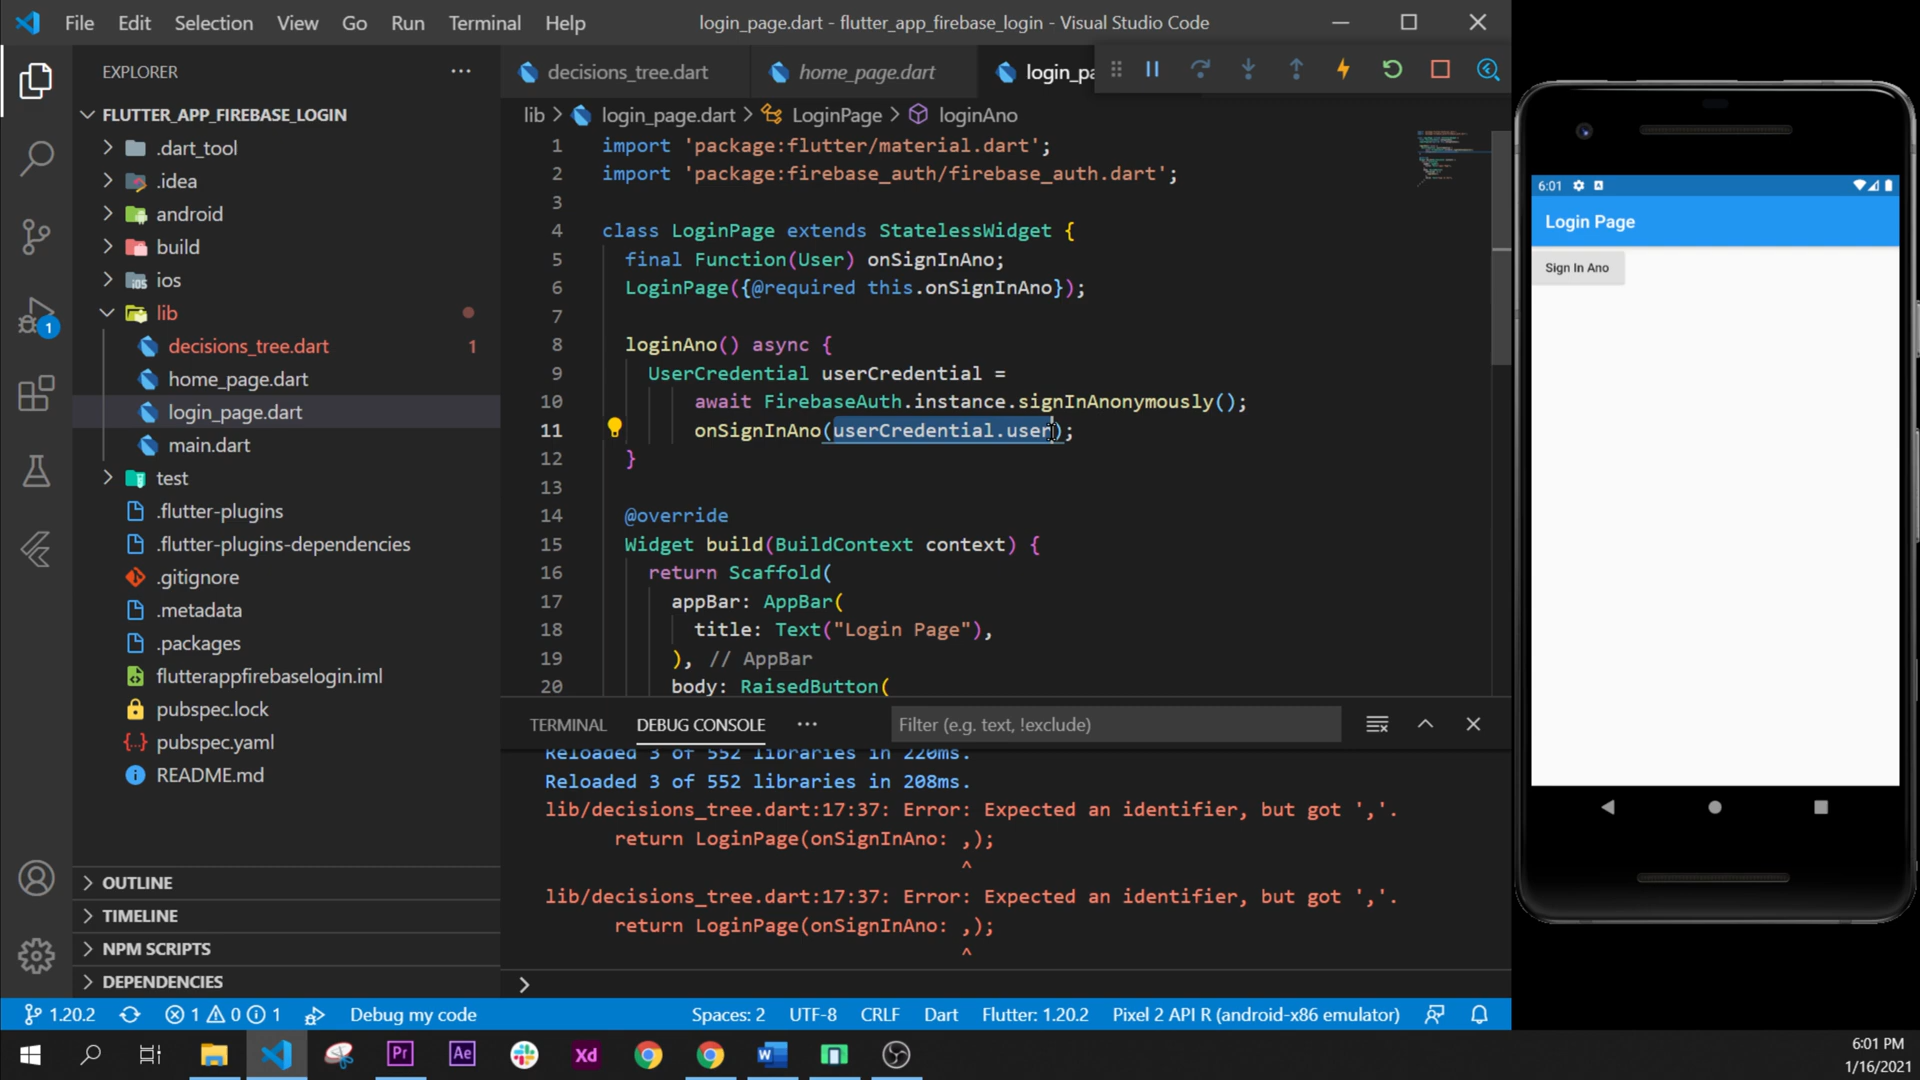 File Edit Selection View Go Run Terminal Help
login_page.dart - flutter_app_firebase_login - Visual Studio Code
EXPLORER
FLUTTER_APP_FIREBASE_LOGIN
.dart_tool
.idea
android
build
ios
lib
decisions_tree.dart 1
home_page.dart
login_page.dart
main.dart
test
.flutter-plugins
.flutter-plugins-dependencies
.gitignore
.metadata
.packages
flutterappfirebaselogin.iml
pubspec.lock
pubspec.yaml
README.md
OUTLINE
TIMELINE
NPM SCRIPTS
DEPENDENCIES
1
decisions_tree.dart home_page.dart login_pa
lib > login_page.dart > LoginPage > loginAno
1 import 'package:flutter/material.dart';
2 import 'package:firebase_auth/firebase_auth.dart';
3
4 class LoginPage extends StatelessWidget {
5 final Function(User) onSignInAno;
6 LoginPage({@required this.onSignInAno});
7
8 loginAno() async {
9 UserCredential userCredential =
10 await FirebaseAuth.instance.signInAnonymously();
11 onSignInAno(userCredential.user);
12 }
13
14 @override
15 Widget build(BuildContext context) {
16 return Scaffold(
17 appBar: AppBar(
18 title: Text("Login Page"),
19 ), // AppBar
20 body: RaisedButton(
TERMINAL DEBUG CONSOLE ··· Filter (e.g. text, !exclude)
Reloaded 3 of 552 libraries in 220ms.
Reloaded 3 of 552 libraries in 208ms.
lib/decisions_tree.dart:17:37: Error: Expected an identifier, but got ','.
return LoginPage(onSignInAno: ,);
^
lib/decisions_tree.dart:17:37: Error: Expected an identifier, but got ','.
return LoginPage(onSignInAno: ,);
^
>
1.20.2 1 0 1 Debug my code Spaces: 2 UTF-8 CRLF Dart Flutter: 1.20.2 Pixel 2 API R (android-x86 emulator)
6:01
Login Page
Sign In Ano
Pr Ae Xd
6:01 PM
1/16/2021